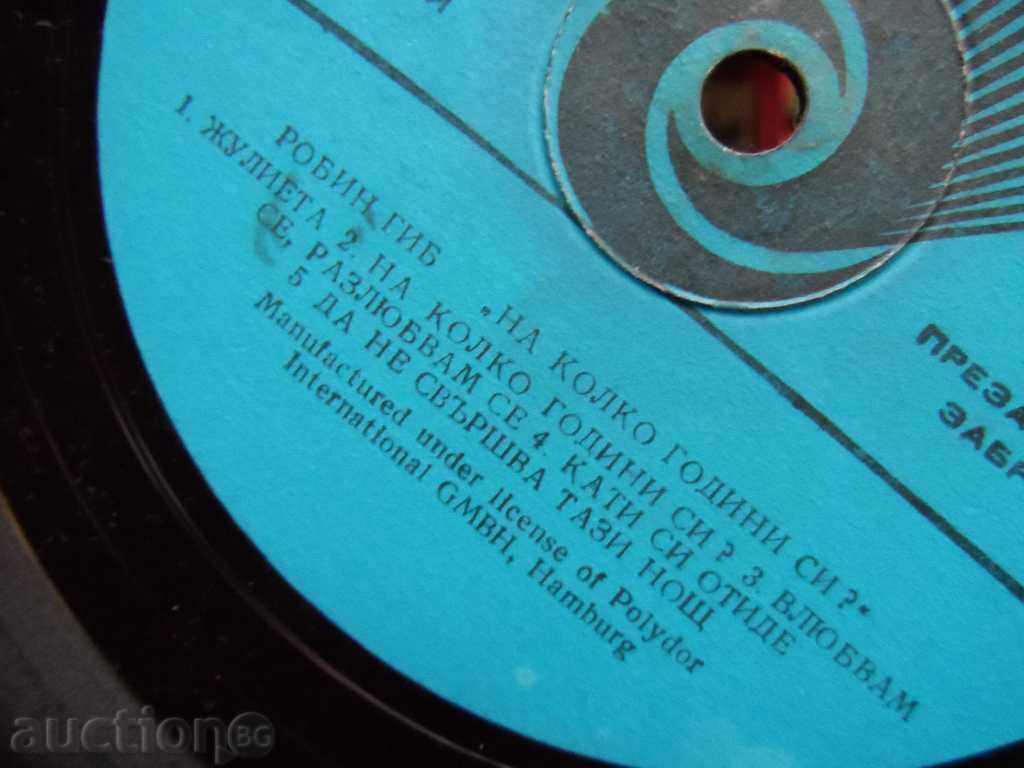 РОБИН ГИБ „НА КОЛКО ГОДИНИ СИ?“
1. ЖУЛИЕТА 2. НА КОЛКО ГОДИНИ СИ? 3. ВЛЮБВАМ
СЕ, РАЗЛЮБВАМ СЕ 4. КАТИ СИ ОТИДЕ
5 ДА НЕ СВЪРШВА ТАЗИ НОЩ
Manufactured under license of Polydor
International GMBH, Hamburg
auction BG